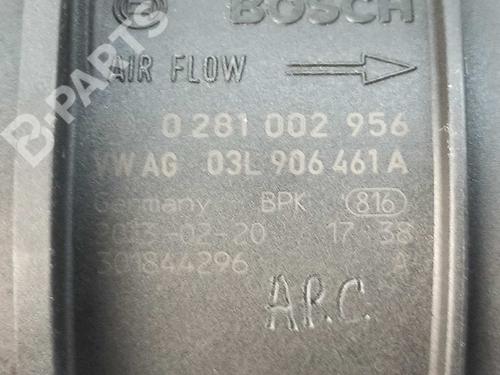 BOSCH
AIR FLOW
0 281 002 956
VW AG 03L 906 461 A
Germany BPK 816
2013-02-20 17:38
301844296 A
A.P.C.
B-PARTS